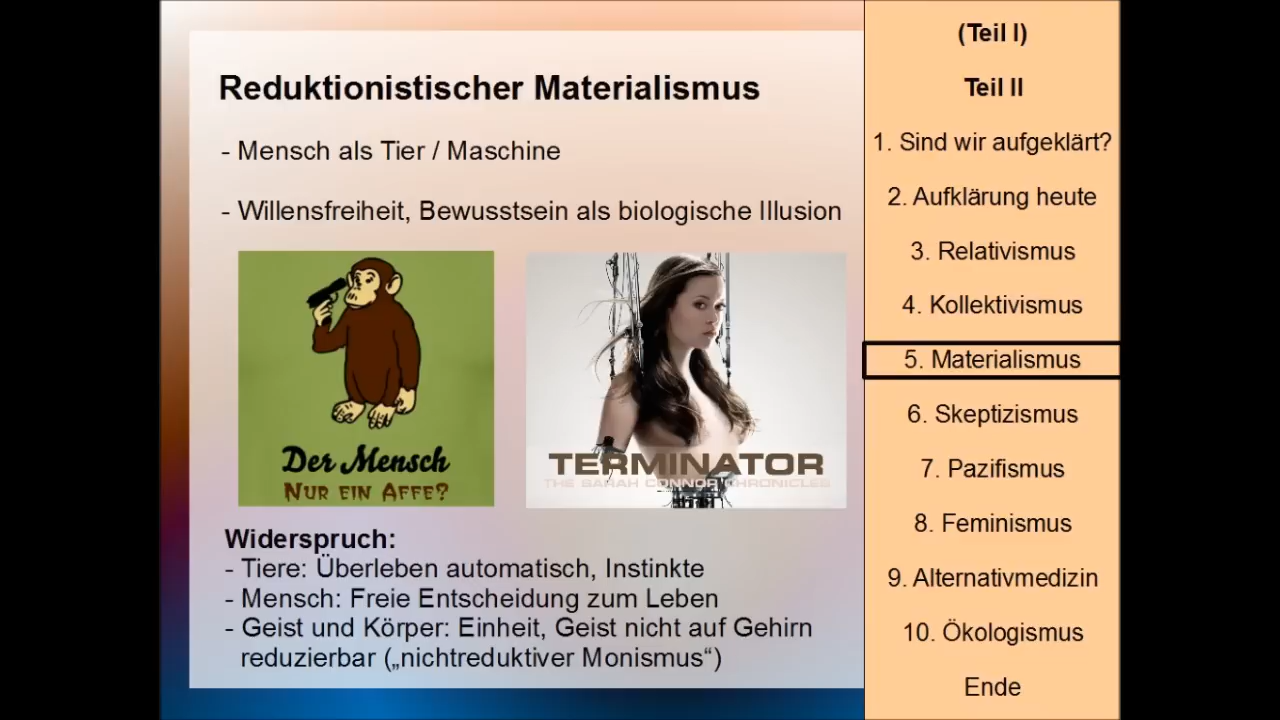 Reduktionistischer Materialismus
- Mensch als Tier / Maschine
- Willensfreiheit, Bewusstsein als biologische Illusion
Der Mensch
Nur ein Affe?
TERMINATOR
THE SARAH CONNOR CHRONICLES
Widerspruch:
- Tiere: Überleben automatisch, Instinkte
- Mensch: Freie Entscheidung zum Leben
- Geist und Körper: Einheit, Geist nicht auf Gehirn
reduzierbar („nichtreduktiver Monismus“)
(Teil I)
Teil II
1. Sind wir aufgeklärt?
2. Aufklärung heute
3. Relativismus
4. Kollektivismus
5. Materialismus
6. Skeptizismus
7. Pazifismus
8. Feminismus
9. Alternativmedizin
10. Ökologismus
Ende